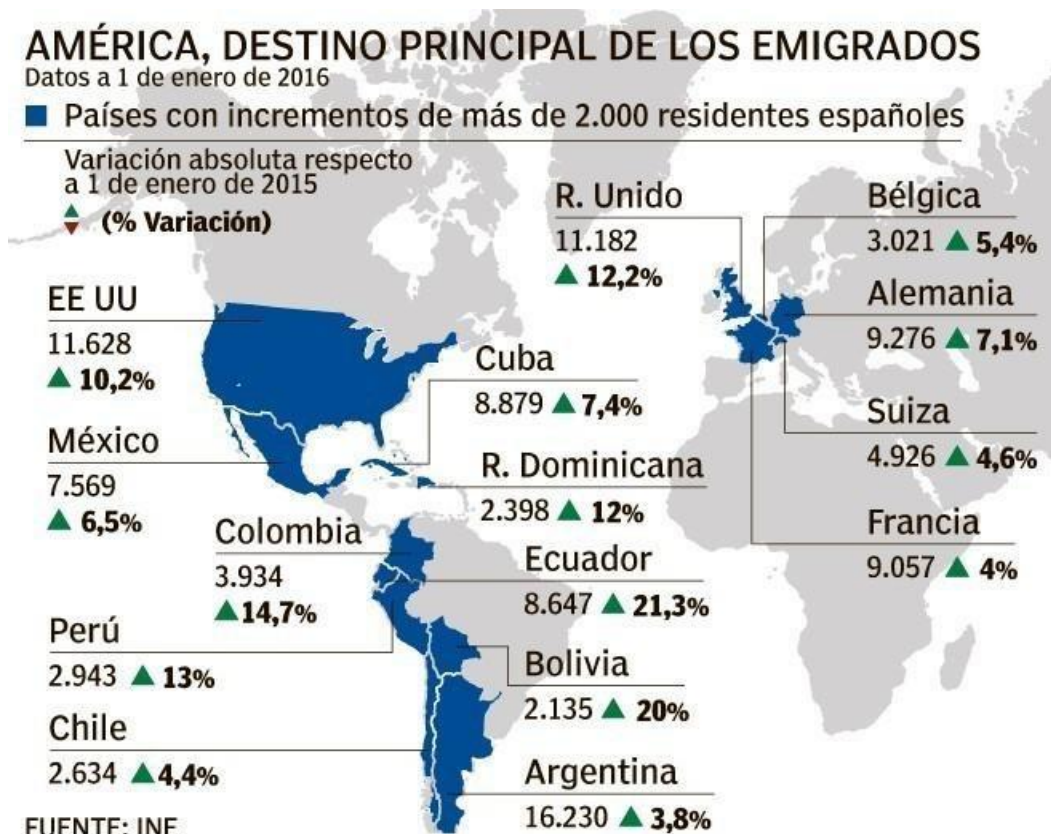 AMÉRICA, DESTINO PRINCIPAL DE LOS EMIGRADOS
Datos a 1 de enero de 2016
Países con incrementos de más de 2.000 residentes españoles
Variación absoluta respecto
a 1 de enero de 2015
(% Variación)
EE UU
11.628
10,2%
México
7.569
6,5%
Colombia
3.934
14,7%
Perú
2.943 13%
Chile
2.634 4,4%
Cuba
8.879 7,4%
R. Dominicana
2.398 12%
Ecuador
8.647 21,3%
Bolivia
2.135 20%
Argentina
16.230 3,8%
R. Unido
11.182
12,2%
Bélgica
3.021 5,4%
Alemania
9.276 7,1%
Suiza
4.926 4,6%
Francia
9.057 4%
FUENTE: INE